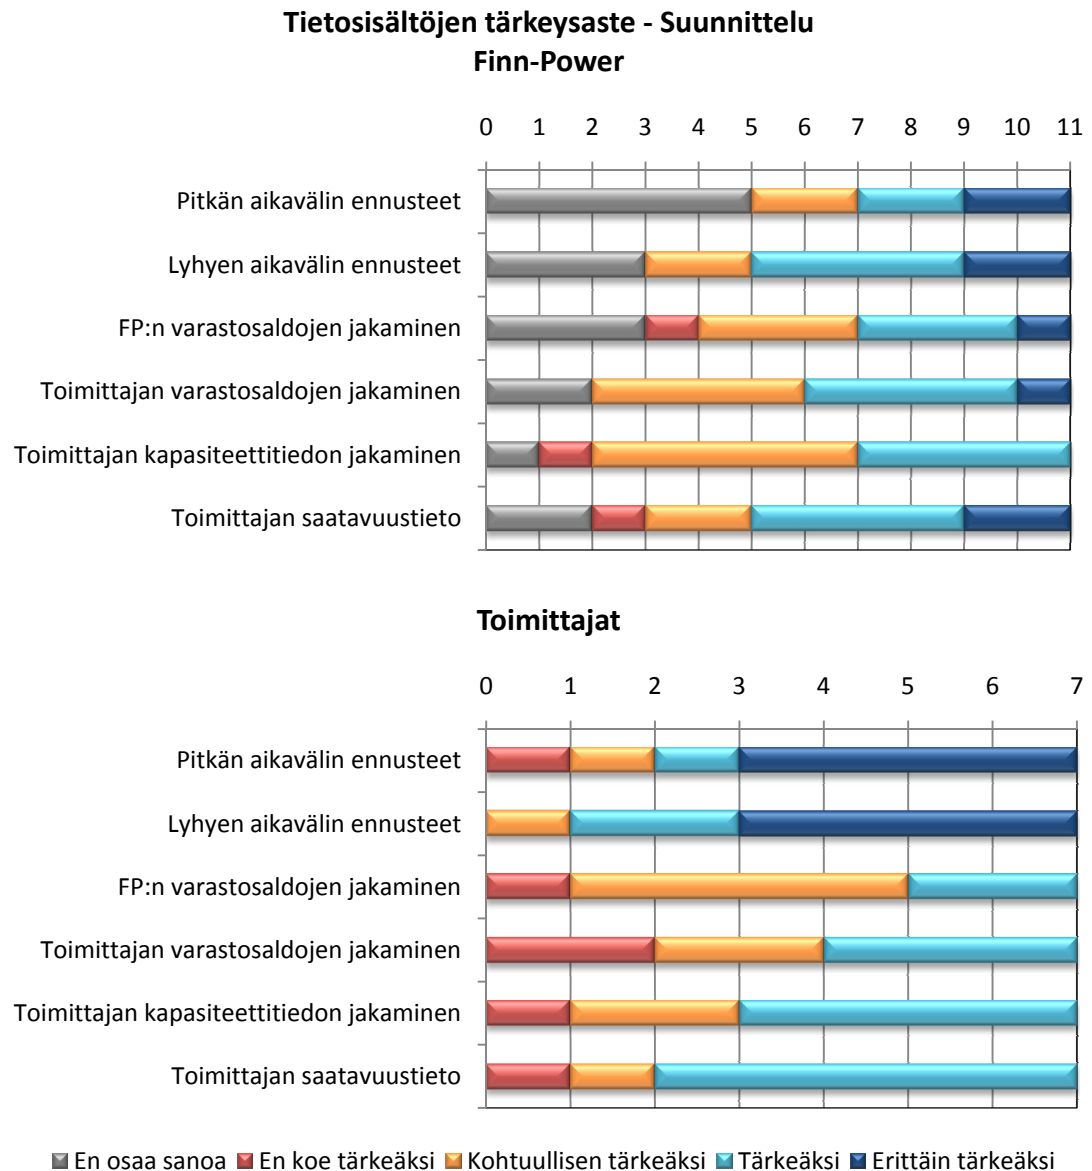 Tietosisältöjen tärkeysaste - Suunnittelu
Finn-Power
0 1 2 3 4 5 6 7 8 9 10 11
Pitkän aikavälin ennusteet
Lyhyen aikavälin ennusteet
FP:n varastosaldojen jakaminen
Toimittajan varastosaldojen jakaminen
Toimittajan kapasiteettitiedon jakaminen
Toimittajan saatavuustieto
Toimittajat
0 1 2 3 4 5 6 7
Pitkän aikavälin ennusteet
Lyhyen aikavälin ennusteet
FP:n varastosaldojen jakaminen
Toimittajan varastosaldojen jakaminen
Toimittajan kapasiteettitiedon jakaminen
Toimittajan saatavuustieto
En osaa sanoa En koe tärkeäksi Kohtuullisen tärkeäksi Tärkeäksi Erittäin tärkeäksi